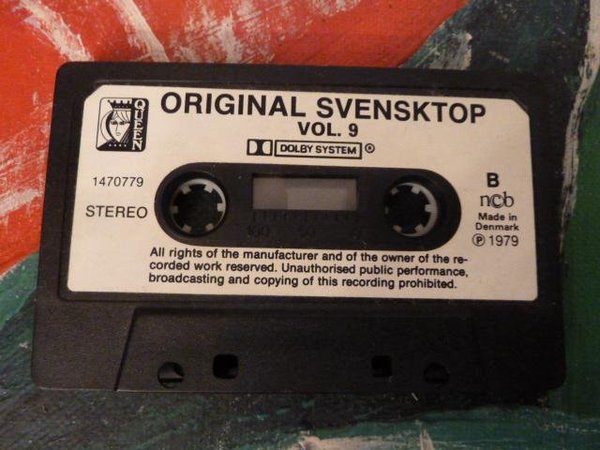 QUEEN
ORIGINAL SVENSKTOP
VOL. 9
DOLBY SYSTEM ®
1470779
STEREO
B
ncb
Made in
Denmark
Ⓟ 1979
100 50
All rights of the manufacturer and of the owner of the re-
corded work reserved. Unauthorised public performance,
broadcasting and copying of this recording prohibited.